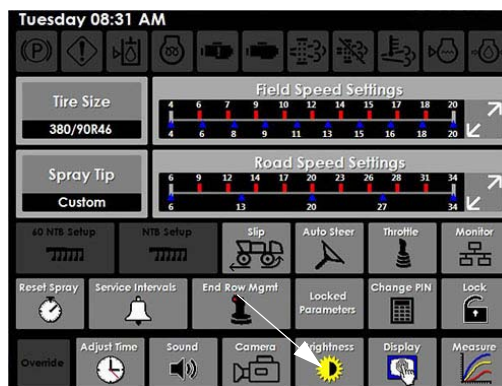 Tuesday 08:31 AM
(P)
Tire Size
380/90R46
Field Speed Settings
4 6 7 9 10 12 13 14 15 17 18 20
4 6 8 9 11 13 15 16 18 20
Spray Tip
Custom
Road Speed Settings
6 9 12 14 17 20 23 26 28 31 34
6 13 20 27 34
60 NTB Setup NTB Setup Slip Auto Steer Throttle Monitor
Reset Spray Service Intervals End Row Mgmt Locked Parameters Change PIN Lock
Override Adjust Time Sound Camera Brightness Display Measure